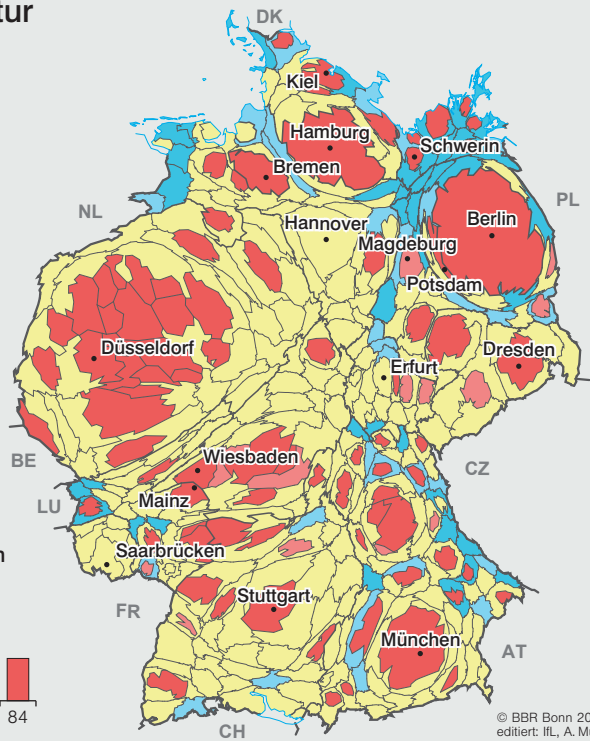 tur
DK
Kiel
Hamburg
Schwerin
Bremen
NL
PL
Hannover
Berlin
Magdeburg
Potsdam
Düsseldorf
Dresden
Erfurt
BE
Wiesbaden
CZ
LU
Mainz
n
Saarbrücken
Stuttgart
FR
München
AT
84
CH
© BBR Bonn 20
editiert: IfL, A. Mü